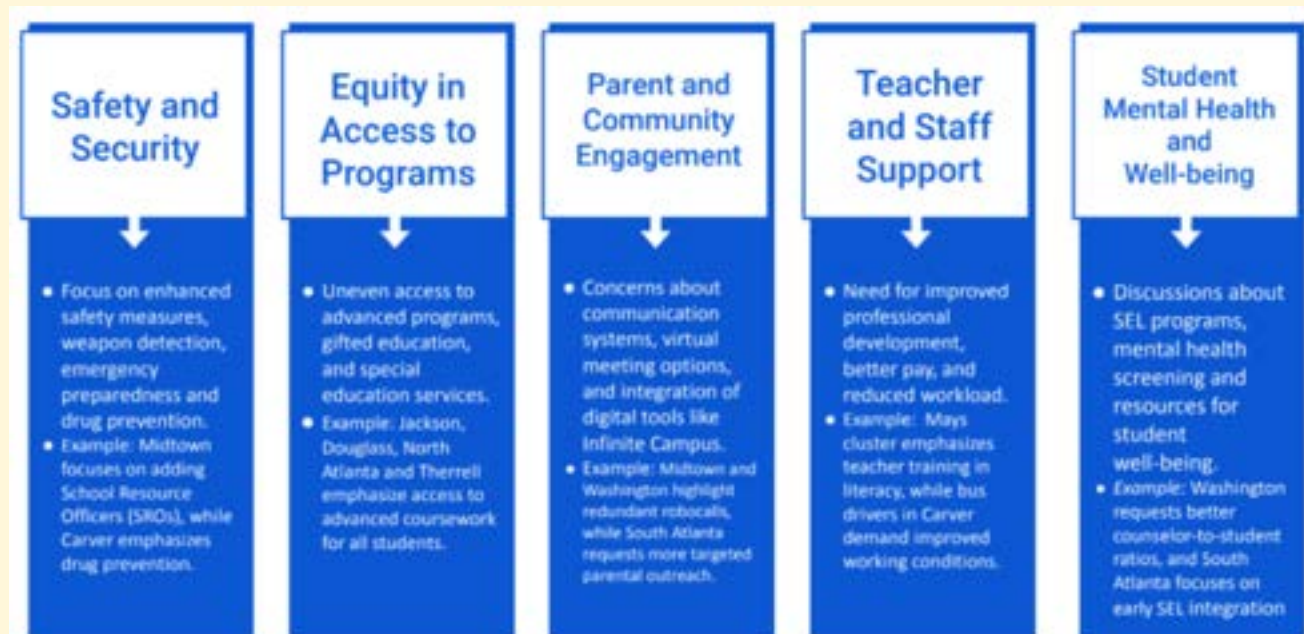 Safety and
Security
• Focus on enhanced
safety measures,
weapon detection,
emergency
preparedness and
drug prevention.
• Example: Midtown
focuses on adding
School Resource
Officers (SROs), while
Carver emphasizes
drug prevention.
Equity in
Access to
Programs
• Uneven access to
advanced programs,
gifted education,
and special
education services.
• Example: Jackson,
Douglass, North
Atlanta and Therrell
emphasize access to
advanced coursework
for all students.
Parent and
Community
Engagement
• Concerns about
communication
systems, virtual
meeting options,
and integration of
digital tools like
Infinite Campus.
• Example: Midtown and
Washington highlight
redundant robocalls,
while South Atlanta
requests more targeted
parental outreach.
Teacher
and Staff
Support
• Need for improved
professional
development,
better pay, and
reduced workload.
• Example: Mays
cluster emphasizes
teacher training in
literacy, while bus
drivers in Carver
demand improved
working conditions.
Student
Mental Health
and
Well-being
• Discussions about
SEL programs,
mental health
screening and
resources for
student
well-being.
• Example: Washington
requests better
counselor-to-student
ratios, and South
Atlanta focuses on
early SEL integration